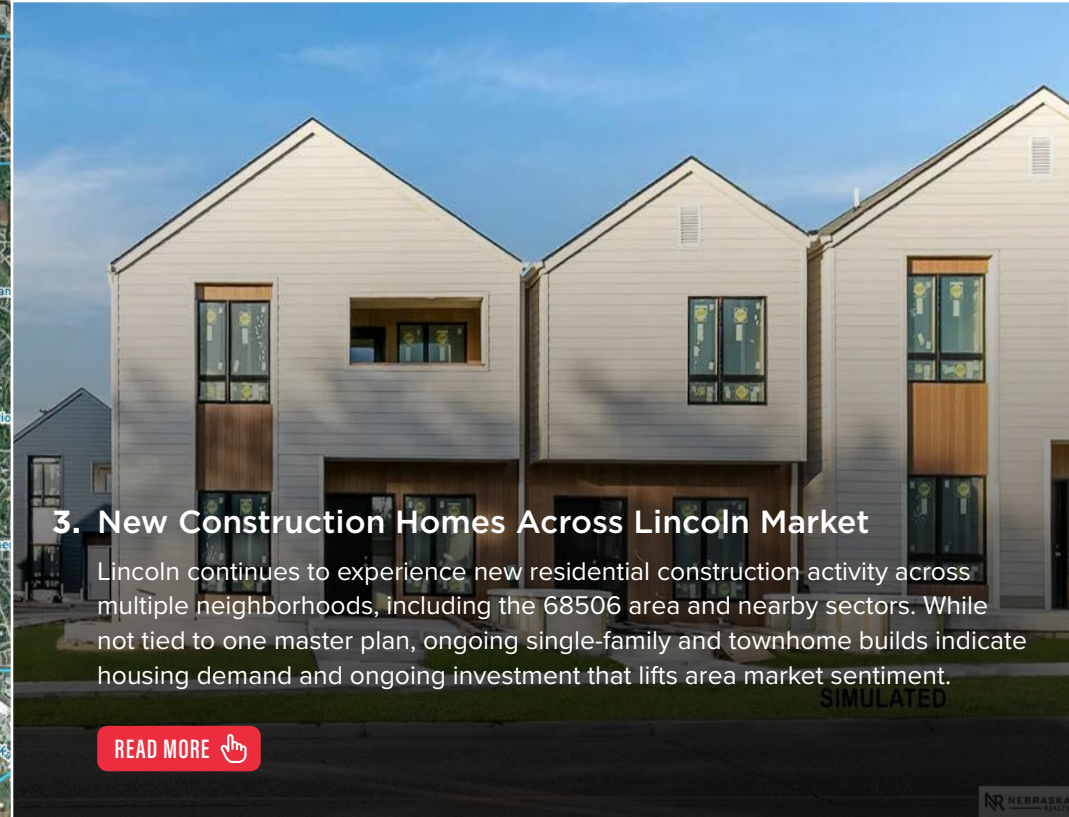 3. New Construction Homes Across Lincoln Market
Lincoln continues to experience new residential construction activity across
multiple neighborhoods, including the 68506 area and nearby sectors. While
not tied to one master plan, ongoing single-family and townhome builds indicate
housing demand and ongoing investment that lifts area market sentiment.
SIMULATED
READ MORE
NR NEBRASKA
REALTY